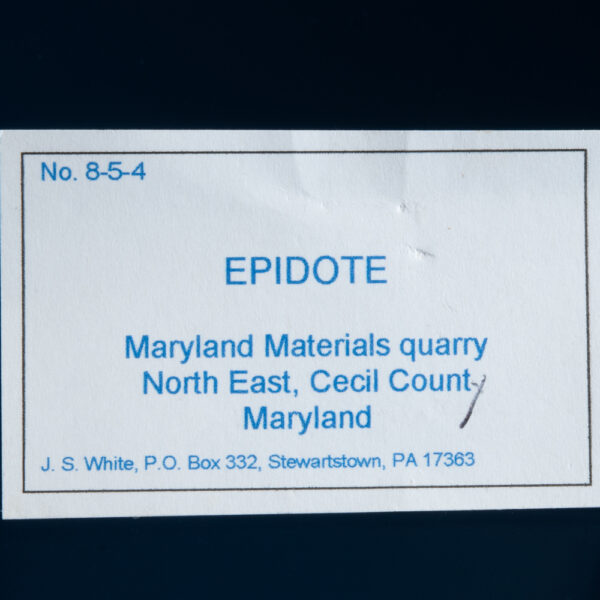 No. 8-5-4
EPIDOTE
Maryland Materials quarry
North East, Cecil County
Maryland
J. S. White, P.O. Box 332, Stewartstown, PA 17363